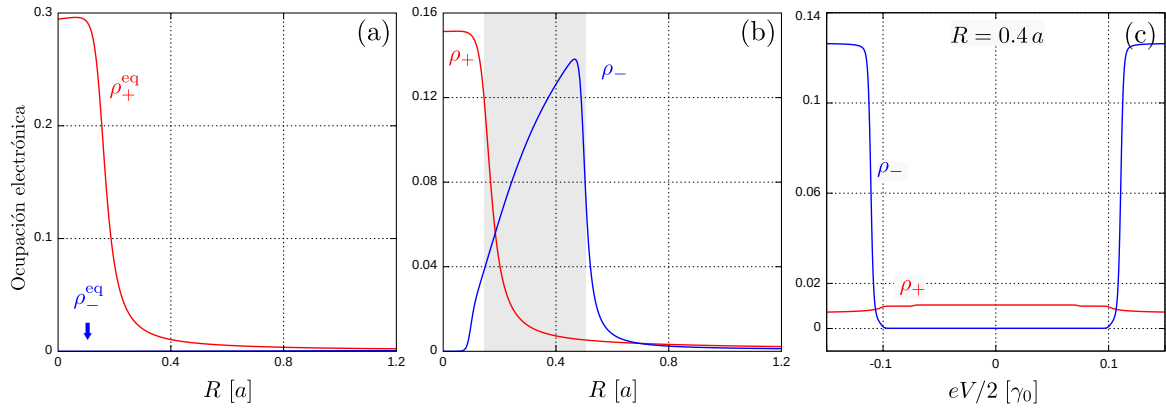 Ocupación electrónica
0.3
0.2
0.1
0
0
0.4
0.8
1.2
R [a]
(a)
ρ₊^eq
ρ₋^eq
0.16
0.12
0.08
0.04
0
0
0.4
0.8
1.2
R [a]
(b)
ρ₊
ρ₋
0.14
0.1
0.06
0.02
0
-0.1
0
0.1
eV/2 [γ₀]
R = 0.4 a
(c)
ρ₋
ρ₊